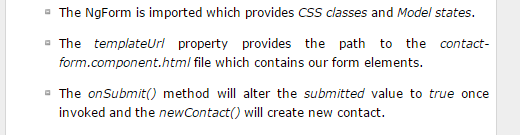 The NgForm is imported which provides CSS classes and Model states.
The templateUrl property provides the path to the contact-
form.component.html file which contains our form elements.
The onSubmit() method will alter the submitted value to true once
invoked and the newContact() will create new contact.